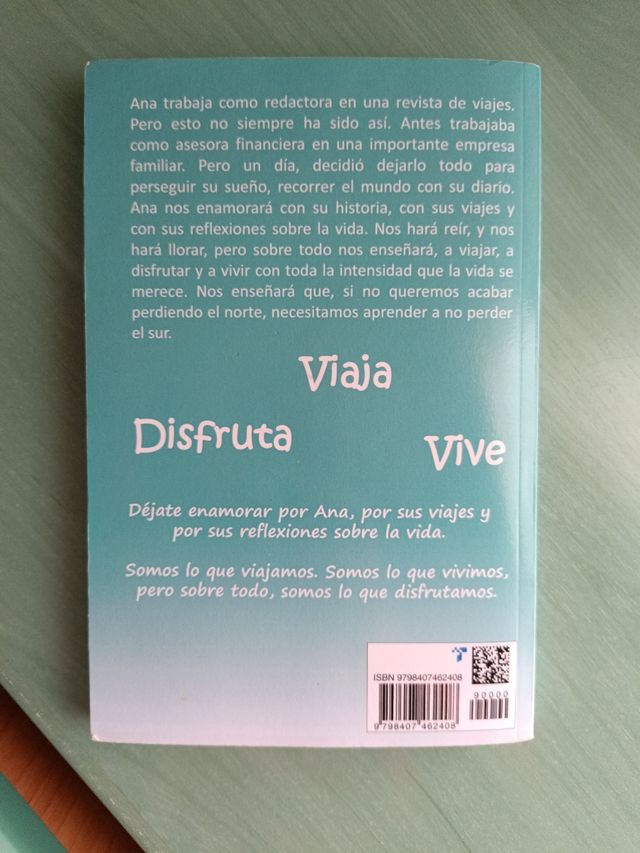 Ana trabaja como redactora en una revista de viajes.
Pero esto no siempre ha sido así. Antes trabajaba
como asesora financiera en una importante empresa
familiar. Pero un día, decidió dejarlo todo para
perseguir su sueño, recorrer el mundo con su diario.
Ana nos enamorará con su historia, con sus viajes y
con sus reflexiones sobre la vida. Nos hará reír, y nos
hará llorar, pero sobre todo nos enseñará, a viajar, a
disfrutar y a vivir con toda la intensidad que la vida se
merece. Nos enseñará que, si no queremos acabar
perdiendo el norte, necesitamos aprender a no perder
el sur.
Viaja
Disfruta
Vive
Déjate enamorar por Ana, por sus viajes y
por sus reflexiones sobre la vida.
Somos lo que viajamos. Somos lo que vivimos,
pero sobre todo, somos lo que disfrutamos.
ISBN 9798407462408
90000
9 798407 462408